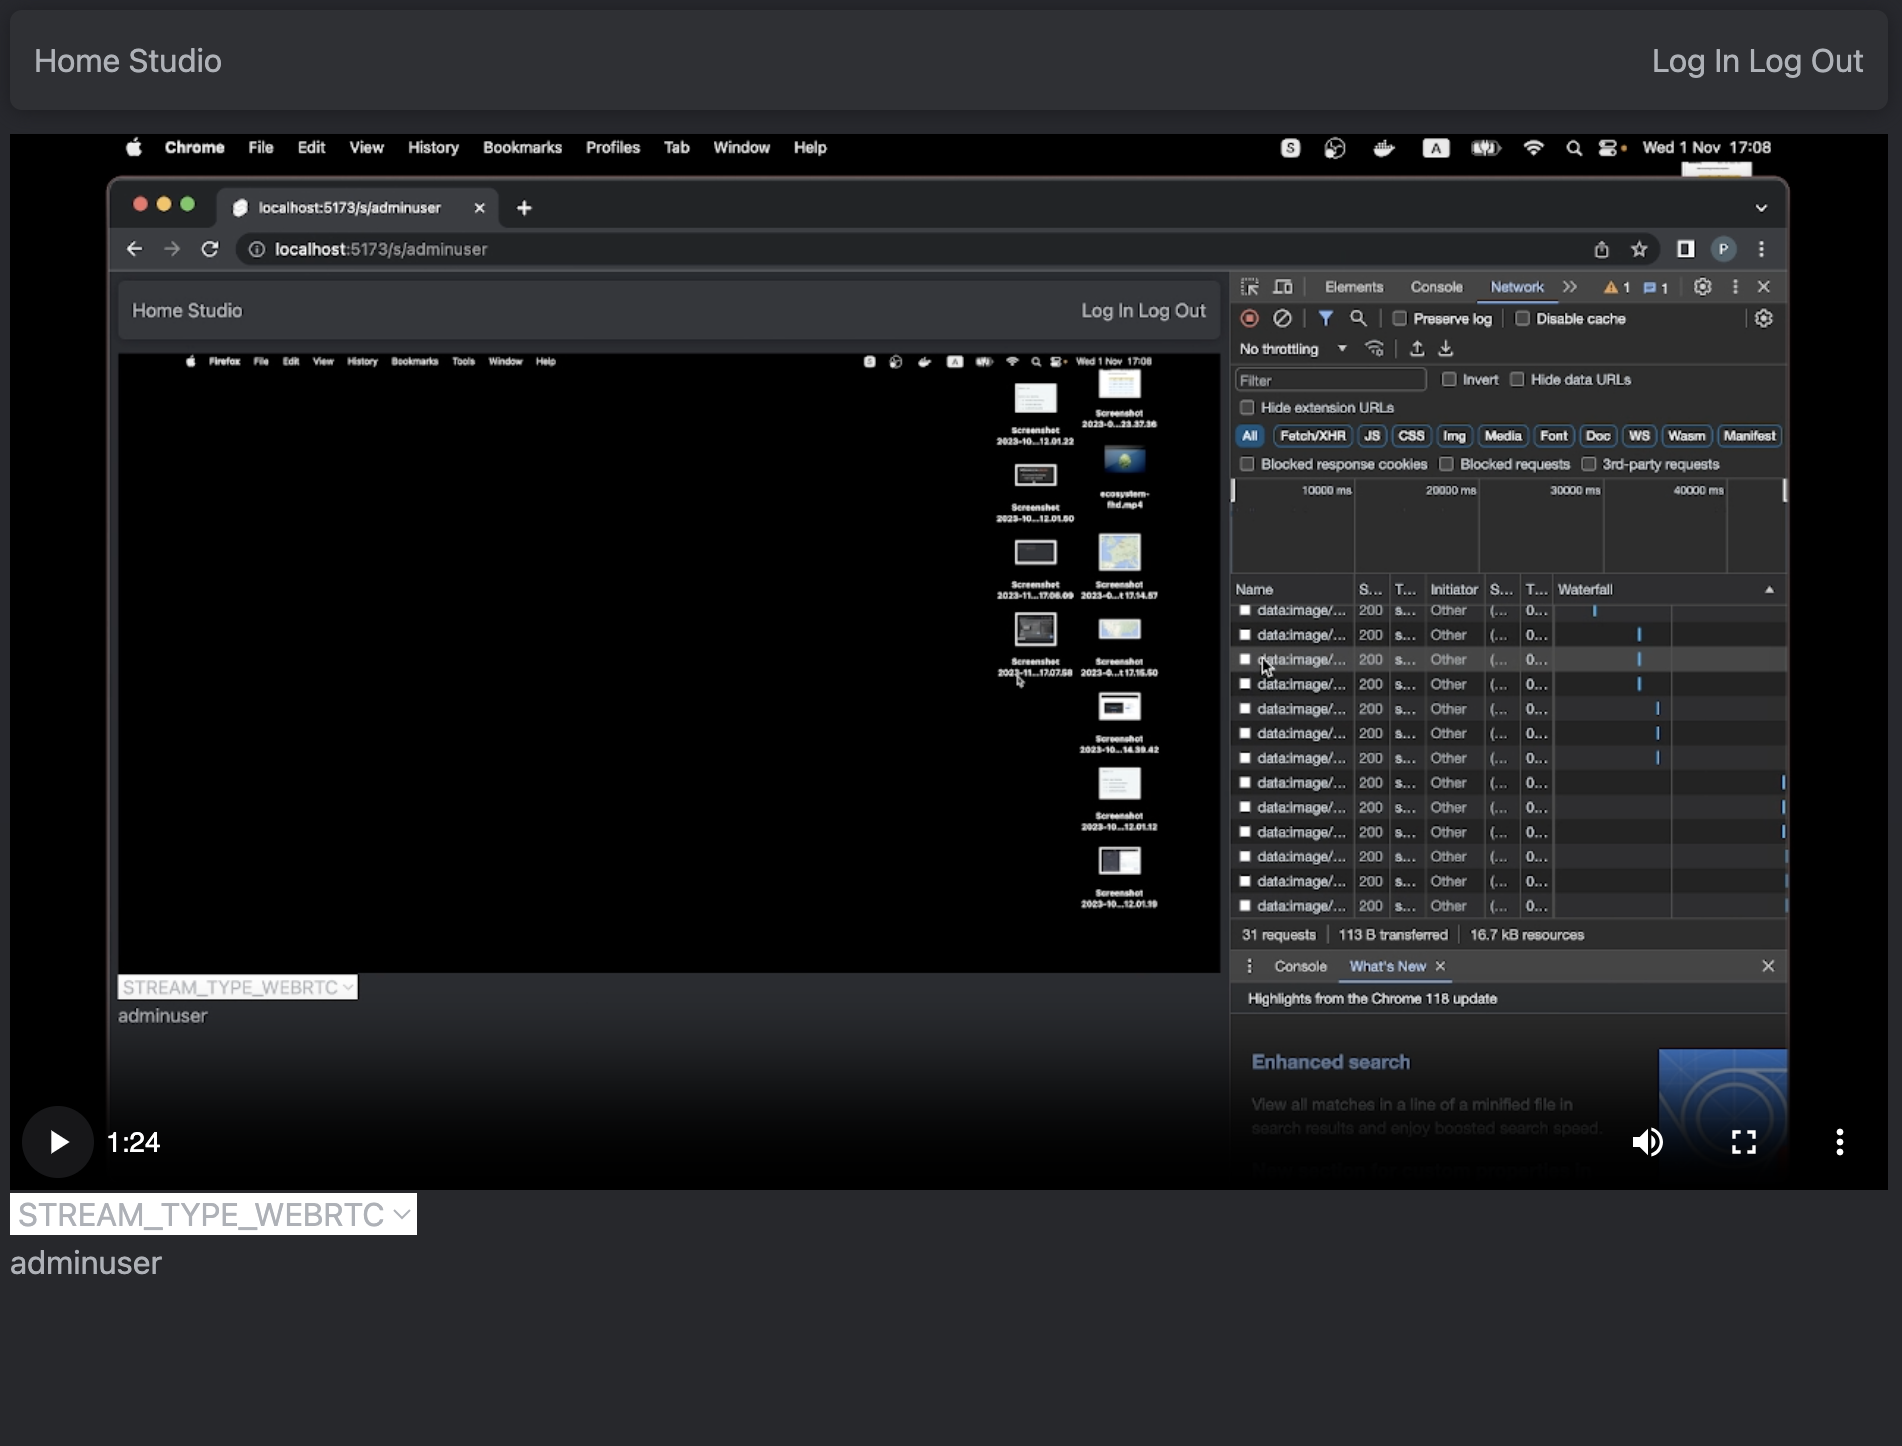 Home Studio
Log In Log Out
Chrome File Edit View History Bookmarks Profiles Tab Window Help
S A Wed 1 Nov 17:08
localhost:5173/s/adminuser
localhost:5173/s/adminuser
P
Elements Console Network 1 1
Preserve log Disable cache
No throttling
Filter Invert Hide data URLs
Hide extension URLs
All Fetch/XHR JS CSS Img Media Font Doc WS Wasm Manifest
Blocked response cookies Blocked requests 3rd-party requests
10000 ms 20000 ms 30000 ms 40000 ms
Name S... T... Initiator S... T... Waterfall
data:image/... 200 s... Other (... 0...
data:image/... 200 s... Other (... 0...
data:image/... 200 s... Other (... 0...
data:image/... 200 s... Other (... 0...
data:image/... 200 s... Other (... 0...
data:image/... 200 s... Other (... 0...
data:image/... 200 s... Other (... 0...
data:image/... 200 s... Other (... 0...
data:image/... 200 s... Other (... 0...
data:image/... 200 s... Other (... 0...
data:image/... 200 s... Other (... 0...
data:image/... 200 s... Other (... 0...
data:image/... 200 s... Other (... 0...
31 requests 113 B transferred 16.7 kB resources
Console What's New
Highlights from the Chrome 118 update
Enhanced search
View all matches in a line of a minified file in
search results and enjoy boosted search speed.
Home Studio
Log In Log Out
Firefox File Edit View History Bookmarks Tools Window Help
S A Wed 1 Nov 17:08
Screenshot
2023-10...12.01.22
Screenshot
2023-0...23.37.36
Screenshot
2023-10...12.01.50
ecosystem-
fhd.mp4
Screenshot
2023-11...17.06.09
Screenshot
2023-0...t 17.14.57
Screenshot
2023-11...17.07.58
Screenshot
2023-0...t 17.15.50
Screenshot
2023-10...14.39.42
Screenshot
2023-10...12.01.12
Screenshot
2023-10...12.01.19
STREAM_TYPE_WEBRTC
adminuser
1:24
STREAM_TYPE_WEBRTC
adminuser